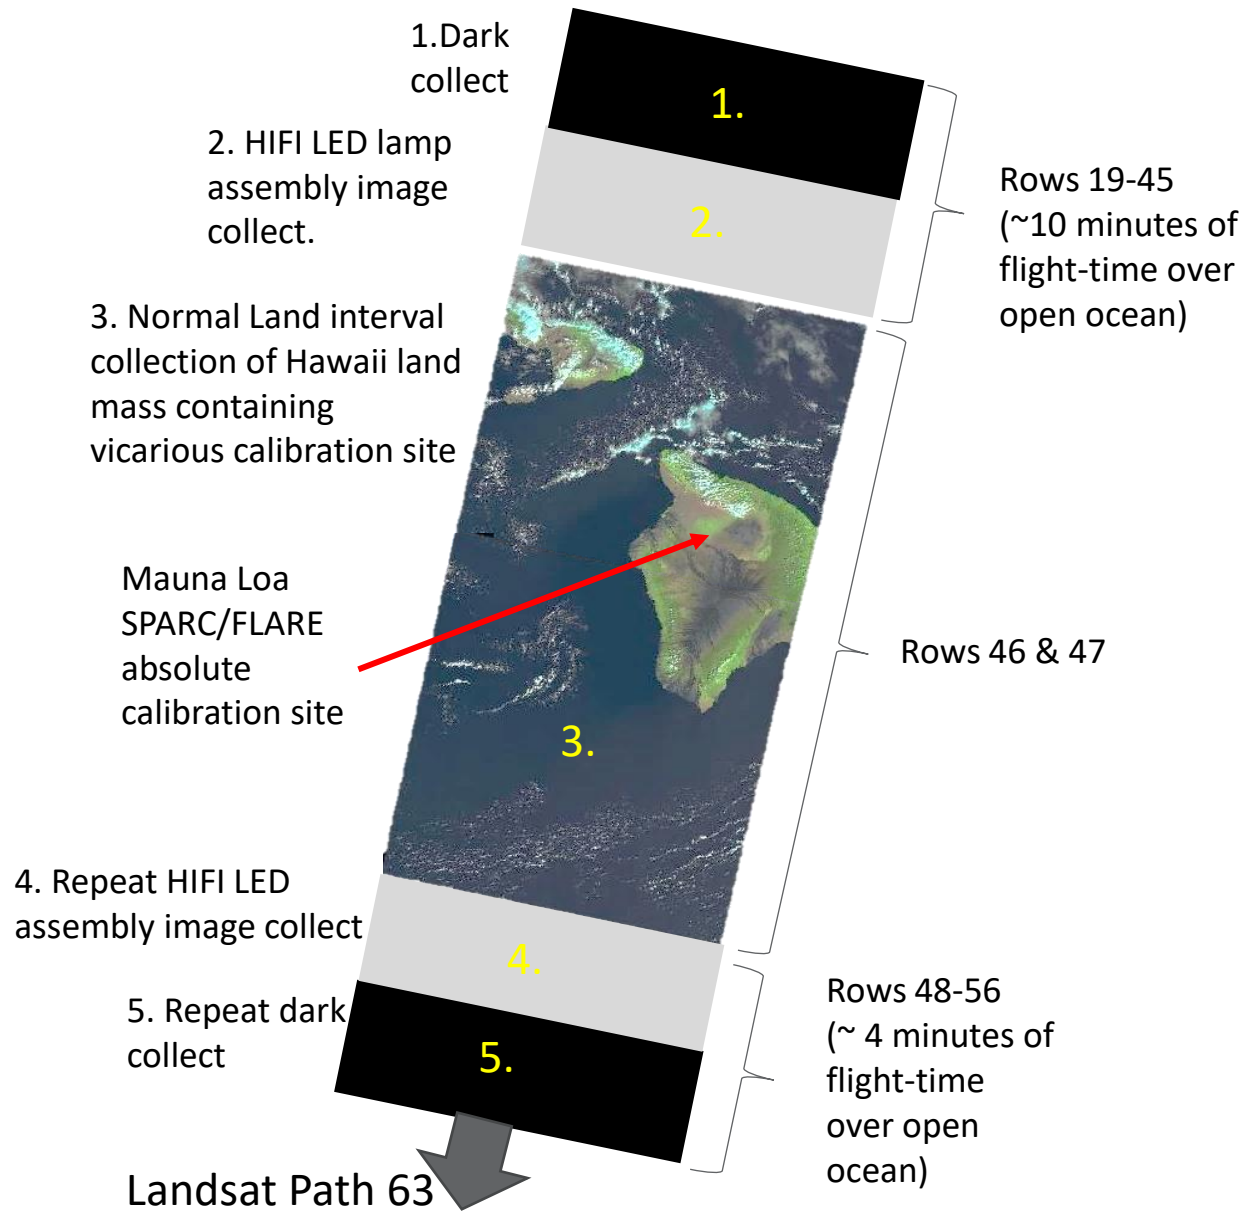 1.Dark
collect
1.
2. HIFI LED lamp
assembly image
collect.
2.
Rows 19-45
(~10 minutes of
flight-time over
open ocean)
3. Normal Land interval
collection of Hawaii land
mass containing
vicarious calibration site
Mauna Loa
SPARC/FLARE
absolute
calibration site
Rows 46 & 47
3.
4. Repeat HIFI LED
assembly image collect
4.
5. Repeat dark
collect
5.
Rows 48-56
(~ 4 minutes of
flight-time
over open
ocean)
Landsat Path 63